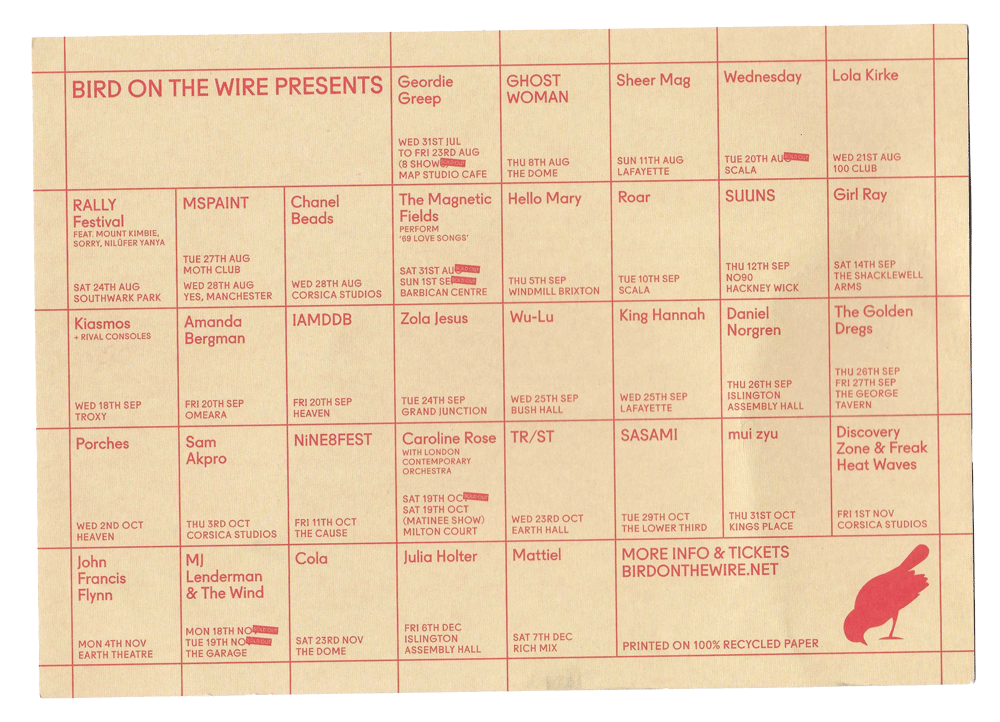 BIRD ON THE WIRE PRESENTS
Geordie
Greep
WED 31ST JUL
TO FRI 23RD AUG
(8 SHOW
MAP STUDIO CAFE
GHOST
WOMAN
THU 8TH AUG
THE DOME
Sheer Mag
SUN 11TH AUG
LAFAYETTE
Wednesday
TUE 20TH AU SOLD OUT
SCALA
Lola Kirke
WED 21ST AUG
100 CLUB
RALLY
Festival
FEAT. MOUNT KIMBIE,
SORRY, NILÜFER YANYA
SAT 24TH AUG
SOUTHWARK PARK
MSPAINT
TUE 27TH AUG
MOTH CLUB
WED 28TH AUG
YES, MANCHESTER
Chanel
Beads
WED 28TH AUG
CORSICA STUDIOS
The Magnetic
Fields
PERFORM
'69 LOVE SONGS'
SAT 31ST AU SOLD OUT
SUN 1ST SE SOLD OUT
BARBICAN CENTRE
Hello Mary
THU 5TH SEP
WINDMILL BRIXTON
Roar
TUE 10TH SEP
SCALA
SUUNS
THU 12TH SEP
NO90
HACKNEY WICK
Girl Ray
SAT 14TH SEP
THE SHACKLEWELL
ARMS
Kiasmos
+ RIVAL CONSOLES
WED 18TH SEP
TROXY
Amanda
Bergman
FRI 20TH SEP
OMEARA
IAMDDB
FRI 20TH SEP
HEAVEN
Zola Jesus
TUE 24TH SEP
GRAND JUNCTION
Wu-Lu
WED 25TH SEP
BUSH HALL
King Hannah
WED 25TH SEP
LAFAYETTE
Daniel
Norgren
THU 26TH SEP
ISLINGTON
ASSEMBLY HALL
The Golden
Dregs
THU 26TH SEP
FRI 27TH SEP
THE GEORGE
TAVERN
Porches
WED 2ND OCT
HEAVEN
Sam
Akpro
THU 3RD OCT
CORSICA STUDIOS
NiNE8FEST
FRI 11TH OCT
THE CAUSE
Caroline Rose
WITH LONDON
CONTEMPORARY
ORCHESTRA
SAT 19TH OC SOLD OUT
SAT 19TH OCT
(MATINEE SHOW)
MILTON COURT
TR/ST
WED 23RD OCT
EARTH HALL
SASAMI
TUE 29TH OCT
THE LOWER THIRD
mui zyu
THU 31ST OCT
KINGS PLACE
Discovery
Zone & Freak
Heat Waves
FRI 1ST NOV
CORSICA STUDIOS
John
Francis
Flynn
MON 4TH NOV
EARTH THEATRE
MJ
Lenderman
& The Wind
MON 18TH NO SOLD OUT
TUE 19TH NO SOLD OUT
THE GARAGE
Cola
SAT 23RD NOV
THE DOME
Julia Holter
FRI 6TH DEC
ISLINGTON
ASSEMBLY HALL
Mattiel
SAT 7TH DEC
RICH MIX
MORE INFO & TICKETS
BIRDONTHEWIRE.NET
PRINTED ON 100% RECYCLED PAPER